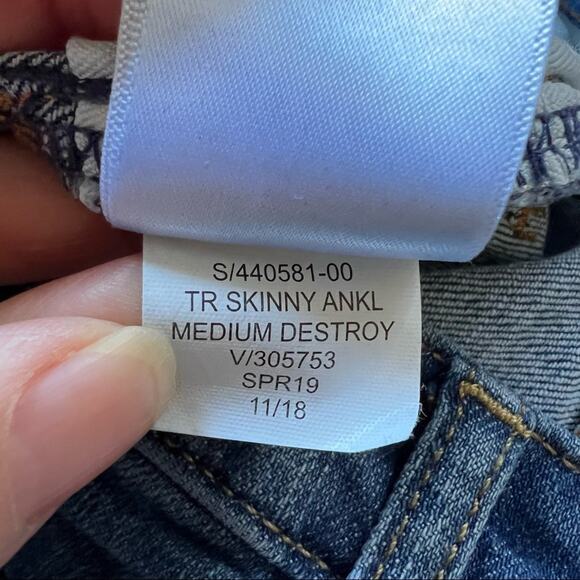 S/440581-00
TR SKINNY ANKL
MEDIUM DESTROY
V/305753
SPR19
11/18